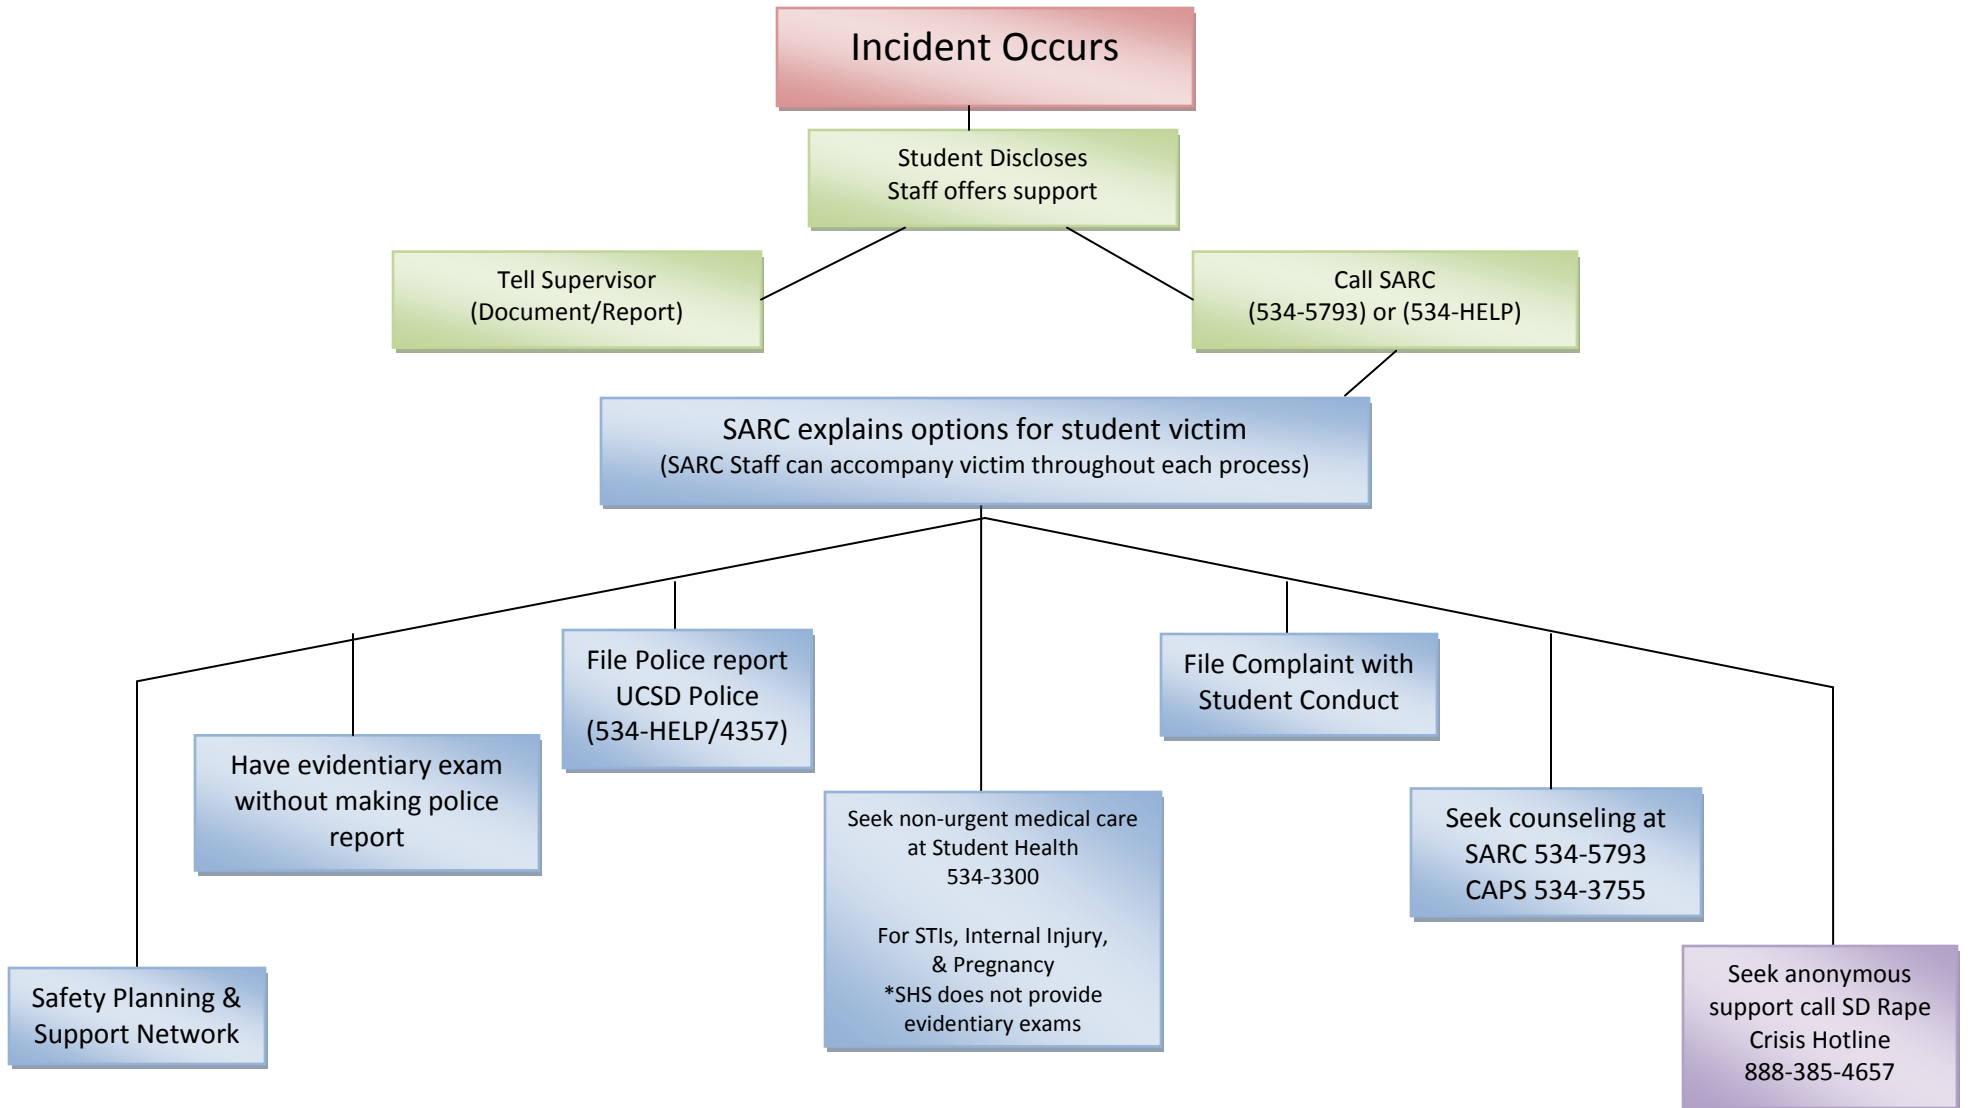 Incident Occurs
Student Discloses
Staff offers support
Tell Supervisor
(Document/Report)
Call SARC
(534-5793) or (534-HELP)
SARC explains options for student victim
(SARC Staff can accompany victim throughout each process)
Safety Planning &
Support Network
Have evidentiary exam
without making police
report
File Police report
UCSD Police
(534-HELP/4357)
Seek non-urgent medical care
at Student Health
534-3300
For STIs, Internal Injury,
& Pregnancy
*SHS does not provide
evidentiary exams
File Complaint with
Student Conduct
Seek counseling at
SARC 534-5793
CAPS 534-3755
Seek anonymous
support call SD Rape
Crisis Hotline
888-385-4657